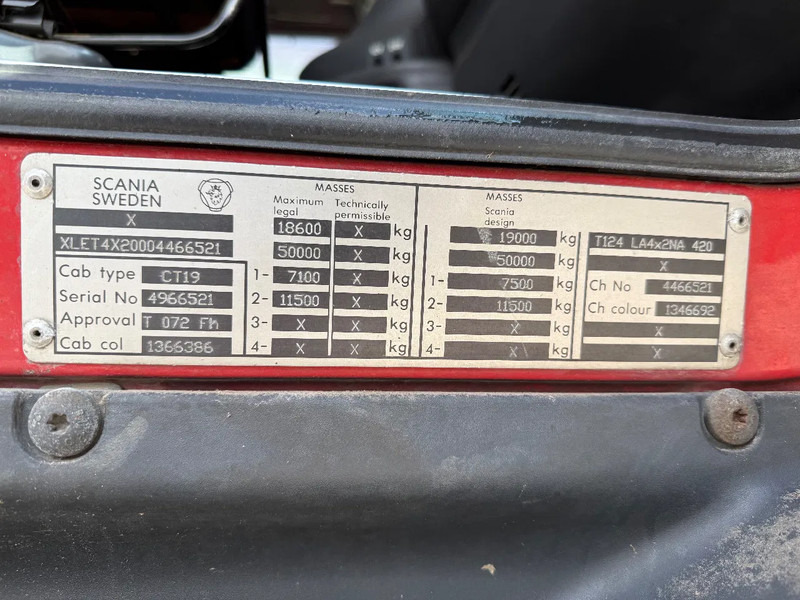 SCANIA
SWEDEN
X
XLET4X20004466521
Cab type CT19
Serial No 4966521
Approval T 072 FM
Cab col 1366386
MASSES
Maximum legal
Technically permissible
18600 X kg
50000 X kg
1- 7100 X kg
2- 11500 X kg
3- X X kg
4- X X kg
MASSES
Scania design
19000 kg
50000 kg
1- 7500 kg
2- 11500 kg
3- X kg
4- X kg
T124 LA4x2NA 420
X
Ch No 4466521
Ch colour 1346692
X
X